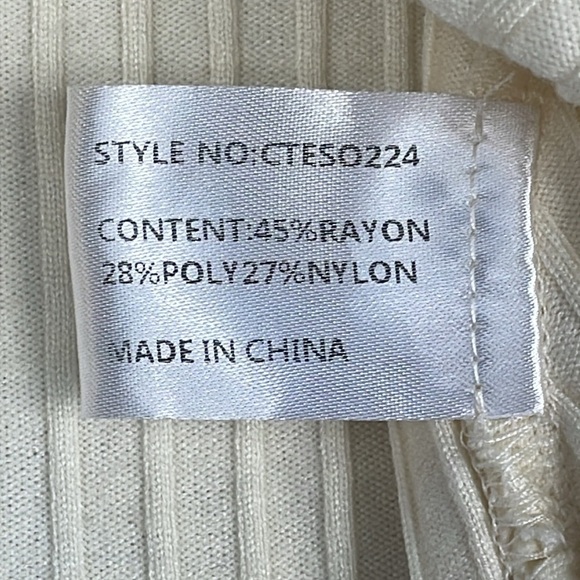 STYLE NO:CTESO224
CONTENT:45%RAYON
28%POLY27%NYLON
MADE IN CHINA